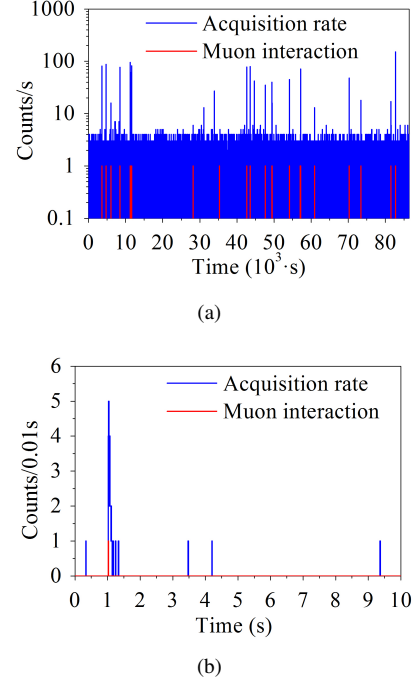 1000
100
10
1
0.1
Counts/s
Acquisition rate
Muon interaction
0 10 20 30 40 50 60 70 80
Time (10³·s)
(a)
6
5
4
3
2
1
0
Counts/0.01s
Acquisition rate
Muon interaction
0 1 2 3 4 5 6 7 8 9 10
Time (s)
(b)